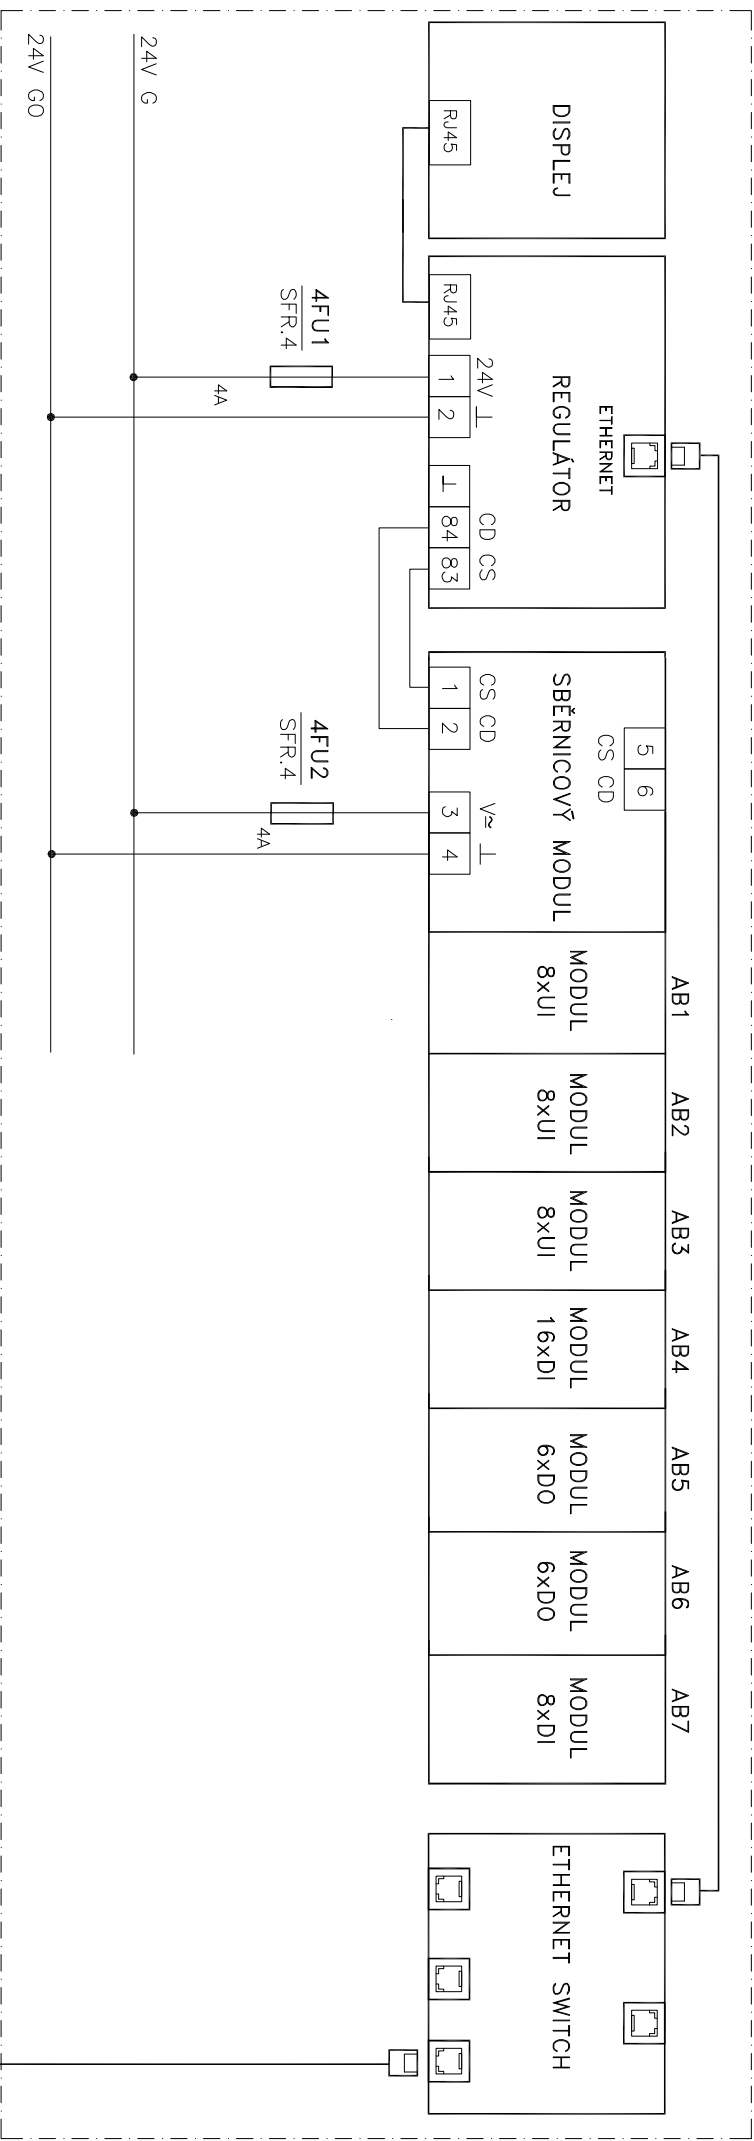 DISPLEJ
RJ45
24V G
24V G0
REGULÁTOR
ETHERNET
RJ45
24V ⊥
1 2
⊥ 84 83
CD CS
4FU1
SFR.4
4A
SBĚRNICOVÝ MODUL
5 6
CS CD
CS CD
1 2
V≃ ⊥
3 4
4FU2
SFR.4
4A
AB1
MODUL
8xUI
AB2
MODUL
8xUI
AB3
MODUL
8xUI
AB4
MODUL
16xDI
AB5
MODUL
6xDO
AB6
MODUL
6xDO
AB7
MODUL
8xDI
ETHERNET SWITCH